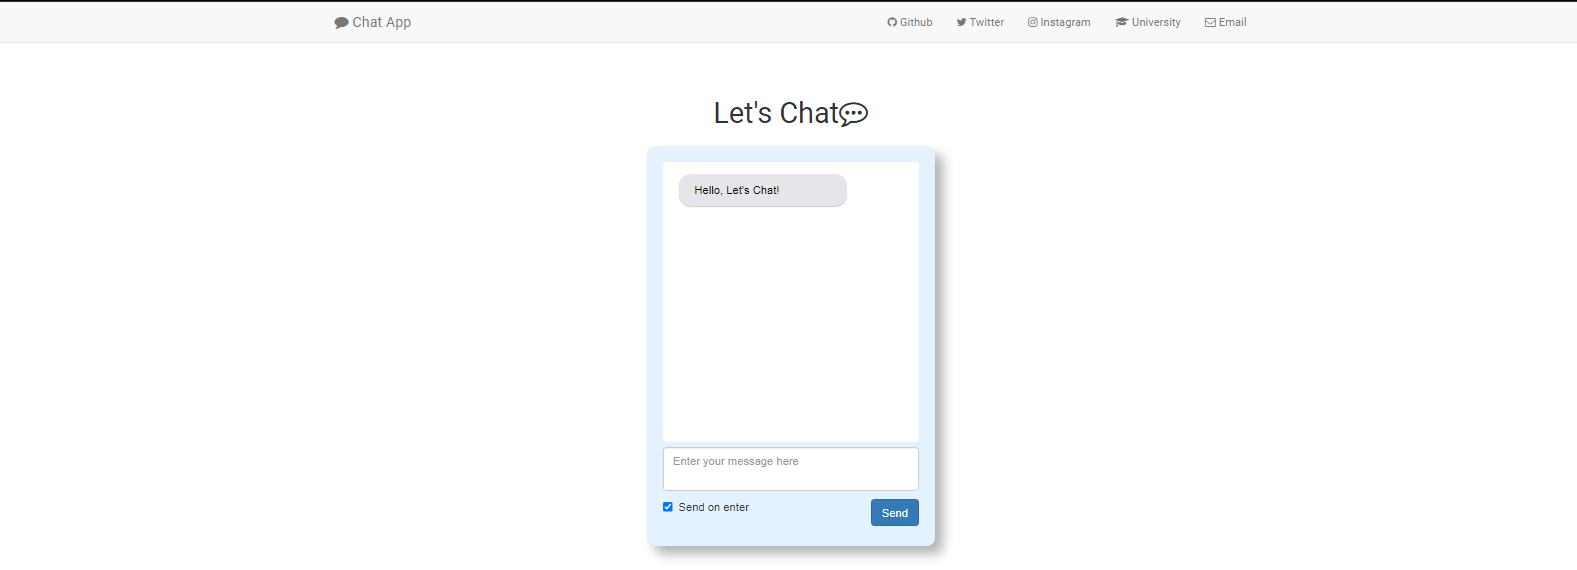 Chat App Github Twitter Instagram University Email
Let's Chat
Hello, Let's Chat!
Enter your message here
Send on enter Send